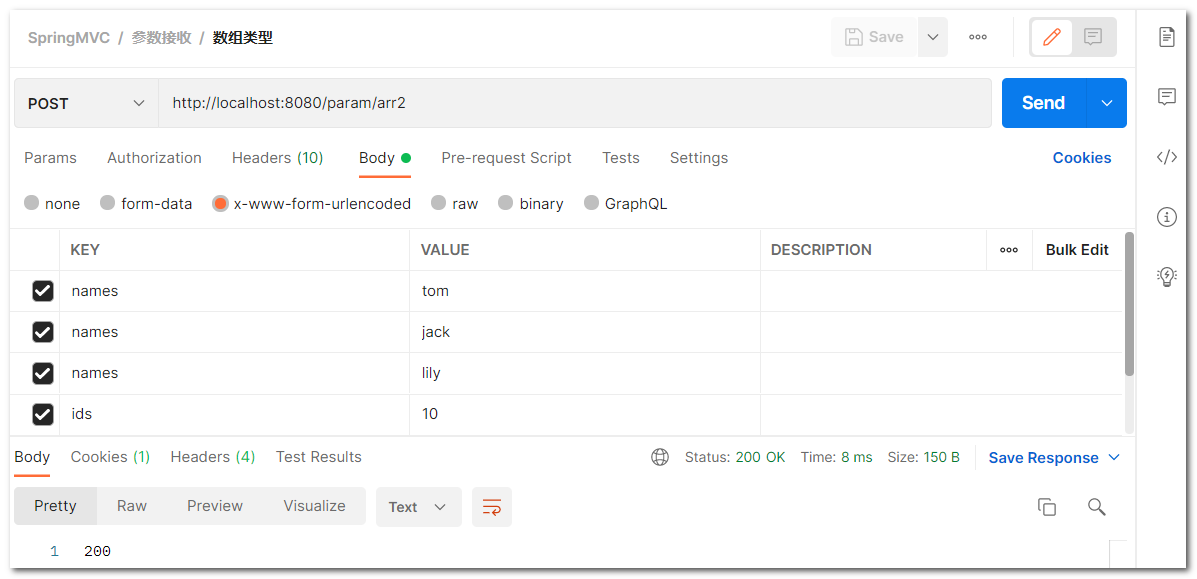 SpringMVC / 参数接收 / 数组类型 Save
POST http://localhost:8080/param/arr2 Send
Params Authorization Headers (10) Body Pre-request Script Tests Settings Cookies
none form-data x-www-form-urlencoded raw binary GraphQL
KEY VALUE DESCRIPTION Bulk Edit
names tom
names jack
names lily
ids 10
Body Cookies (1) Headers (4) Test Results Status: 200 OK Time: 8 ms Size: 150 B Save Response
Pretty Raw Preview Visualize Text
1 200